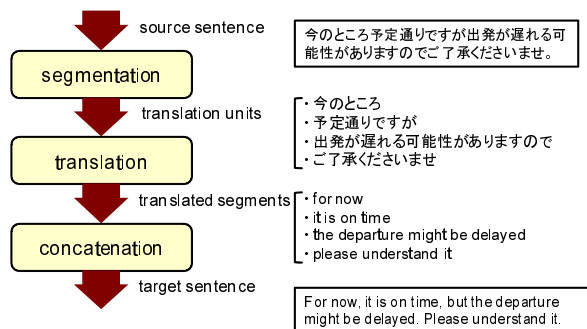 source sentence
今のところ予定通りですが出発が遅れる可
能性がありますのでご了承くださいませ。
segmentation
translation units
・今のところ
・予定通りですが
・出発が遅れる可能性がありますので
・ご了承くださいませ
translation
translated segments
・for now
・it is on time
・the departure might be delayed
・please understand it
concatenation
target sentence
For now, it is on time, but the departure
might be delayed. Please understand it.